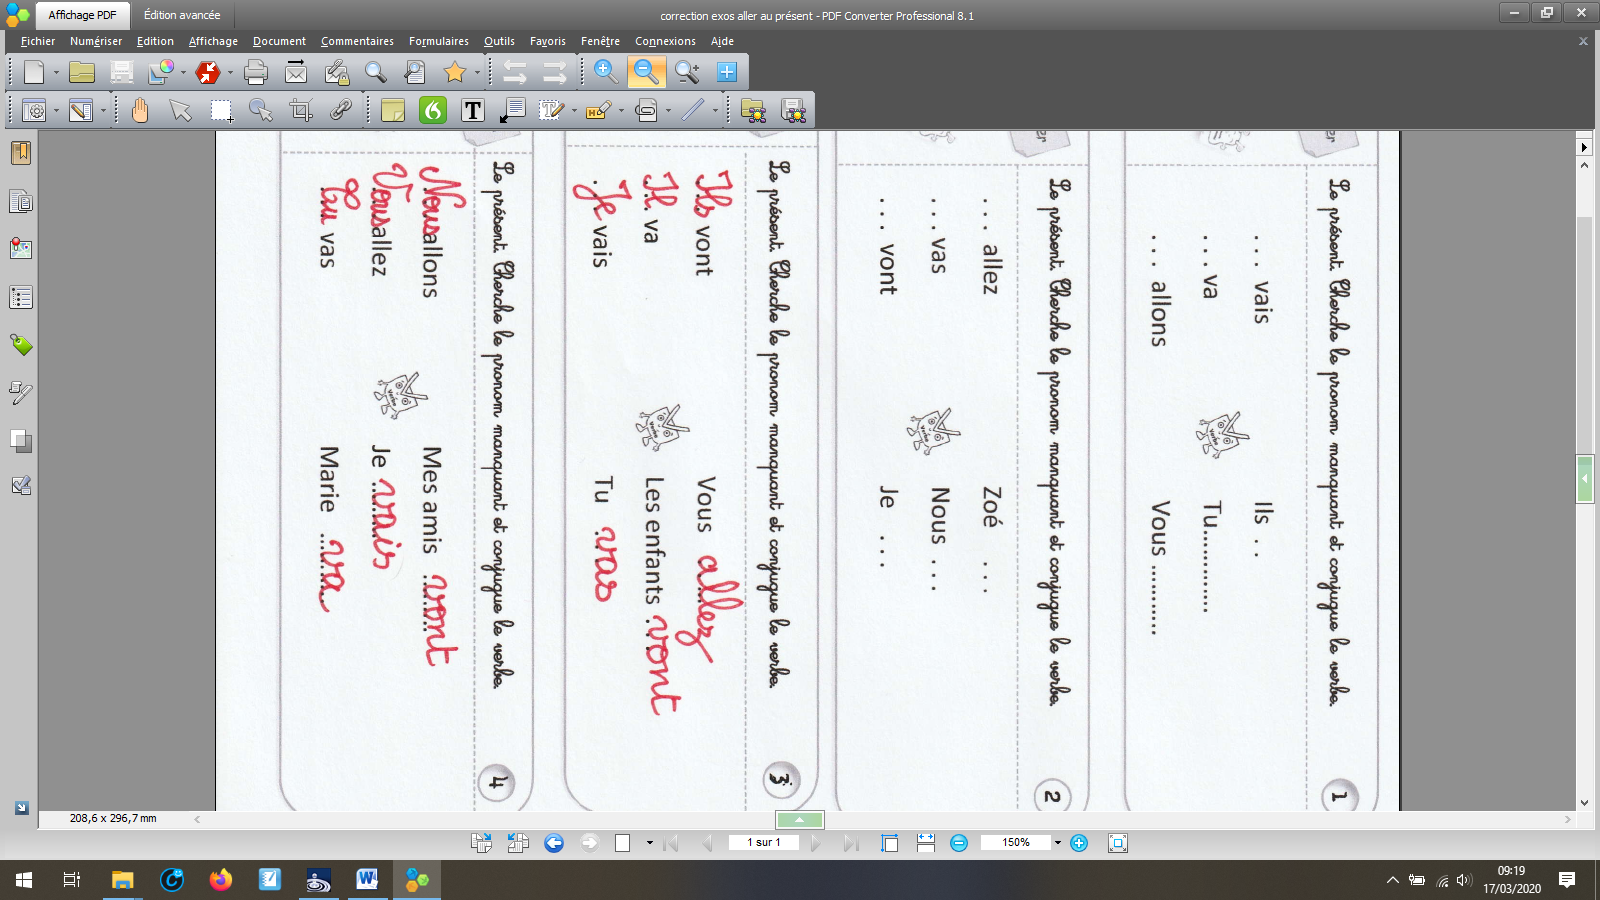 Affichage PDF
Édition avancée
correction exos aller au présent - PDF Converter Professional 8.1
Fichier Numériser Edition Affichage Document Commentaires Formulaires Outils Favoris Fenêtre Connexions Aide
Le présent. Cherche le pronom manquant et conjugue le verbe. 1
... vais Ils ..
... va Tu............
... allons Vous ............
Le présent. Cherche le pronom manquant et conjugue le verbe. 2
... allez Zoé ...
... vas Nous ...
... vont Je ...
Le présent. Cherche le pronom manquant et conjugue le verbe. 3
Ils vont Vous allez
Il va Les enfants vont
Je vais Tu vas
Le présent. Cherche le pronom manquant et conjugue le verbe. 4
Nous allons Mes amis vont
Vous allez Je vais
vas Marie va
208,6 x 296,7 mm
1 sur 1
150%
09:19
17/03/2020